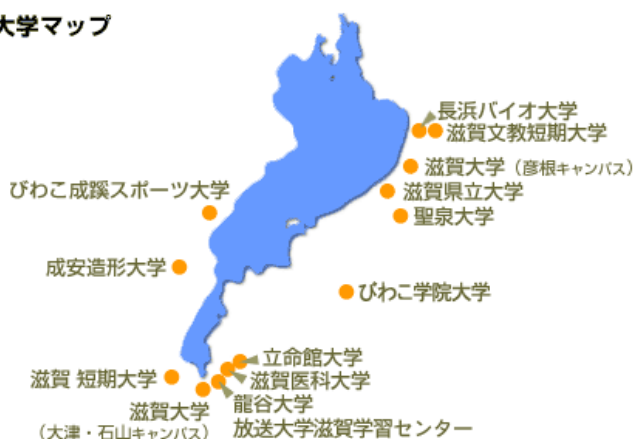 大学マップ
長浜バイオ大学
滋賀文教短期大学
滋賀大学（彦根キャンパス）
びわこ成蹊スポーツ大学
滋賀県立大学
聖泉大学
成安造形大学
びわこ学院大学
立命館大学
滋賀 短期大学
滋賀医科大学
滋賀大学
龍谷大学
（大津・石山キャンパス）
放送大学滋賀学習センター